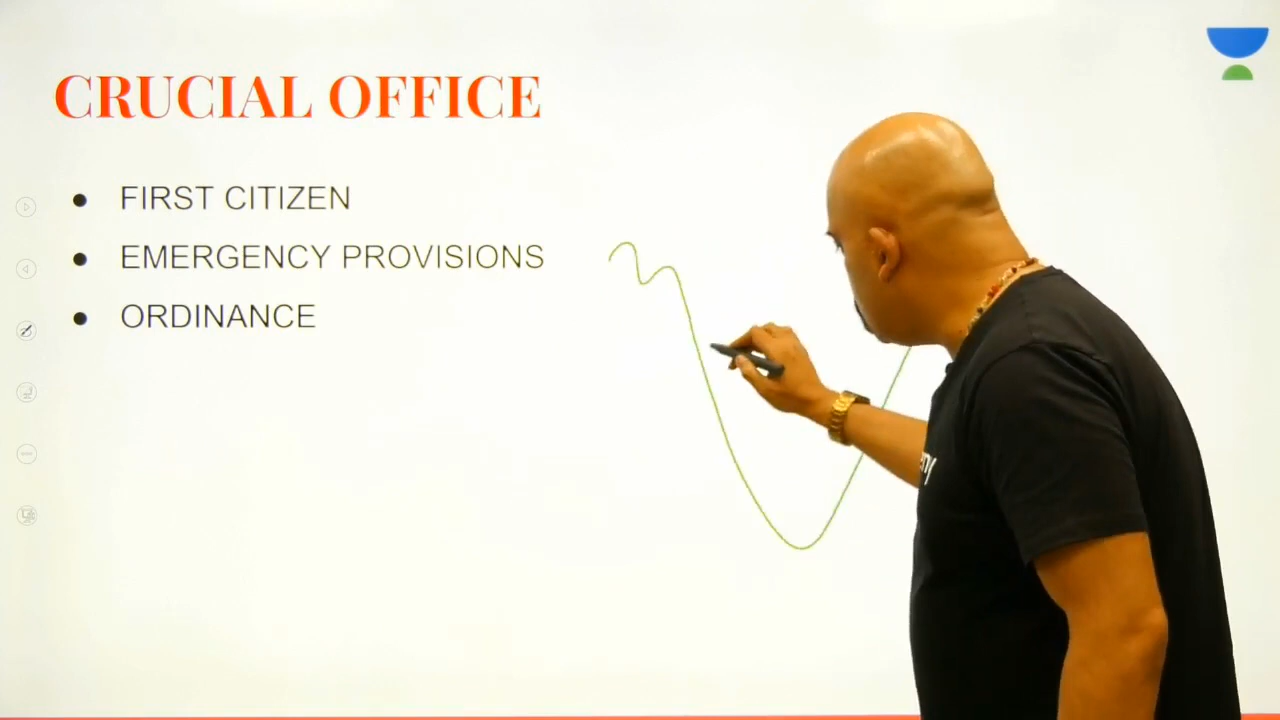 CRUCIAL OFFICE
FIRST CITIZEN
EMERGENCY PROVISIONS
ORDINANCE